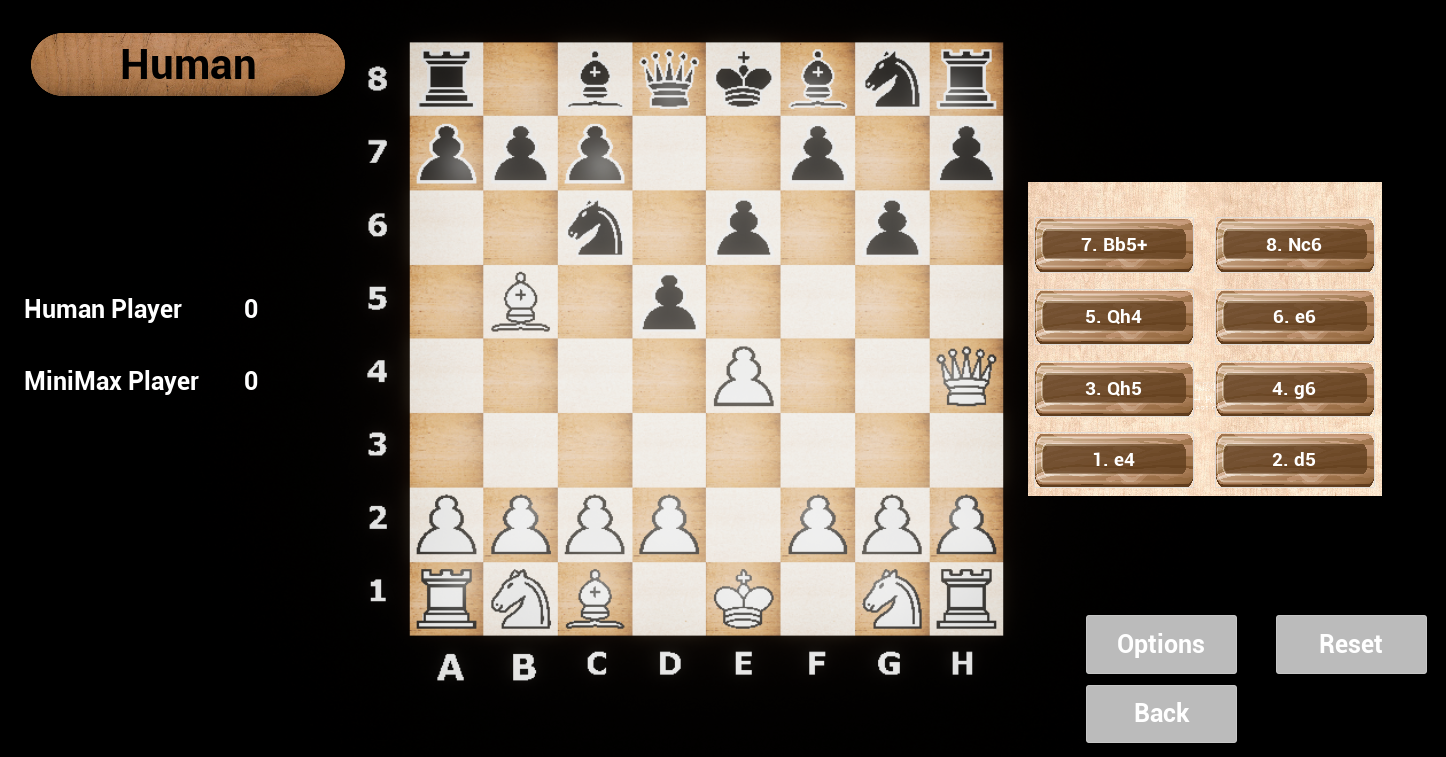 Human
8
7
6
5
4
3
2
1
A B C D E F G H
Human Player 0
MiniMax Player 0
7. Bb5+ 8. Nc6
5. Qh4 6. e6
3. Qh5 4. g6
1. e4 2. d5
Options Reset
Back